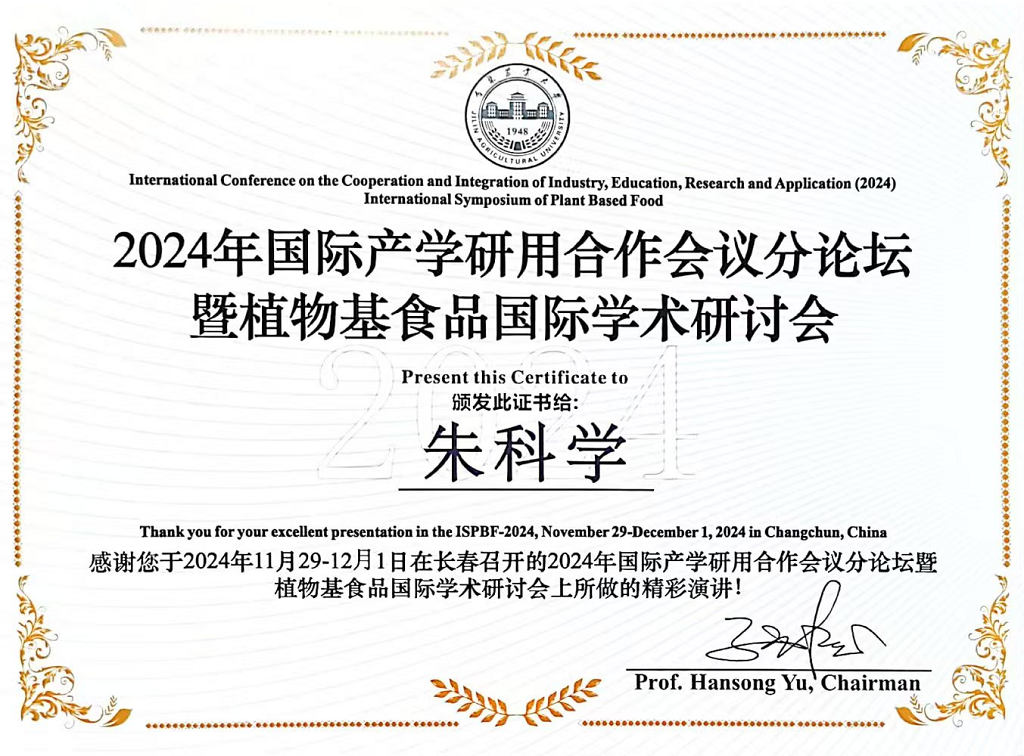 吉林农业大学
1948
JILIN AGRICULTURAL UNIVERSITY
International Conference on the Cooperation and Integration of Industry, Education, Research and Application (2024)
International Symposium of Plant Based Food
2024年国际产学研用合作会议分论坛
暨植物基食品国际学术研讨会
2024
Present this Certificate to
颁发此证书给:
朱科学
Thank you for your excellent presentation in the ISPBF-2024, November 29-December 1, 2024 in Changchun, China
感谢您于2024年11月29-12月1日在长春召开的2024年国际产学研用合作会议分论坛暨
植物基食品国际学术研讨会上所做的精彩演讲!
Prof. Hansong Yu, Chairman